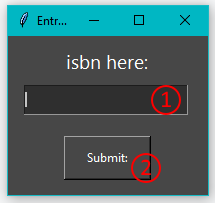 Entr...
isbn here:
①
Submit:
②